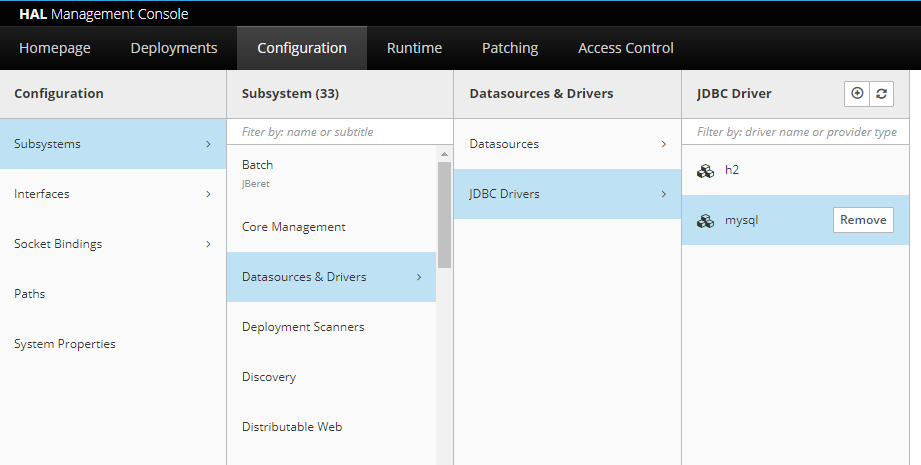 HAL Management Console
Homepage Deployments Configuration Runtime Patching Access Control
Configuration
Subsystems
Interfaces
Socket Bindings
Paths
System Properties
Subsystem (33)
Fiter by: name or subtitle
Batch
JBeret
Core Management
Datasources & Drivers
Deployment Scanners
Discovery
Distributable Web
Datasources & Drivers
Datasources
JDBC Drivers
JDBC Driver
Filter by: driver name or provider type
h2
mysql Remove